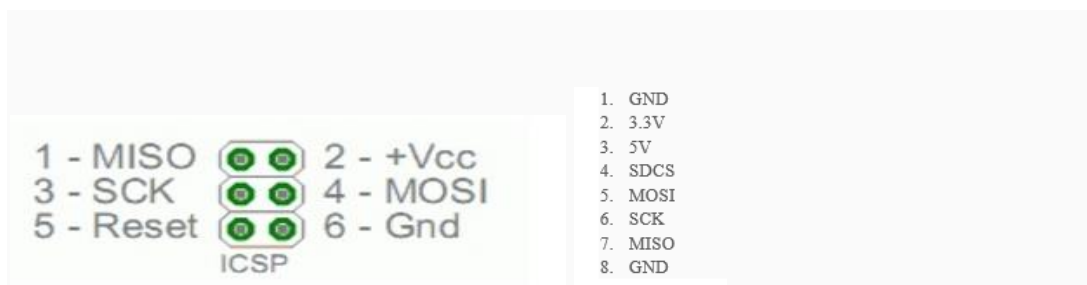 1 - MISO 2 - +Vcc
3 - SCK 4 - MOSI
5 - Reset 6 - Gnd
ICSP
1. GND
2. 3.3V
3. 5V
4. SDCS
5. MOSI
6. SCK
7. MISO
8. GND